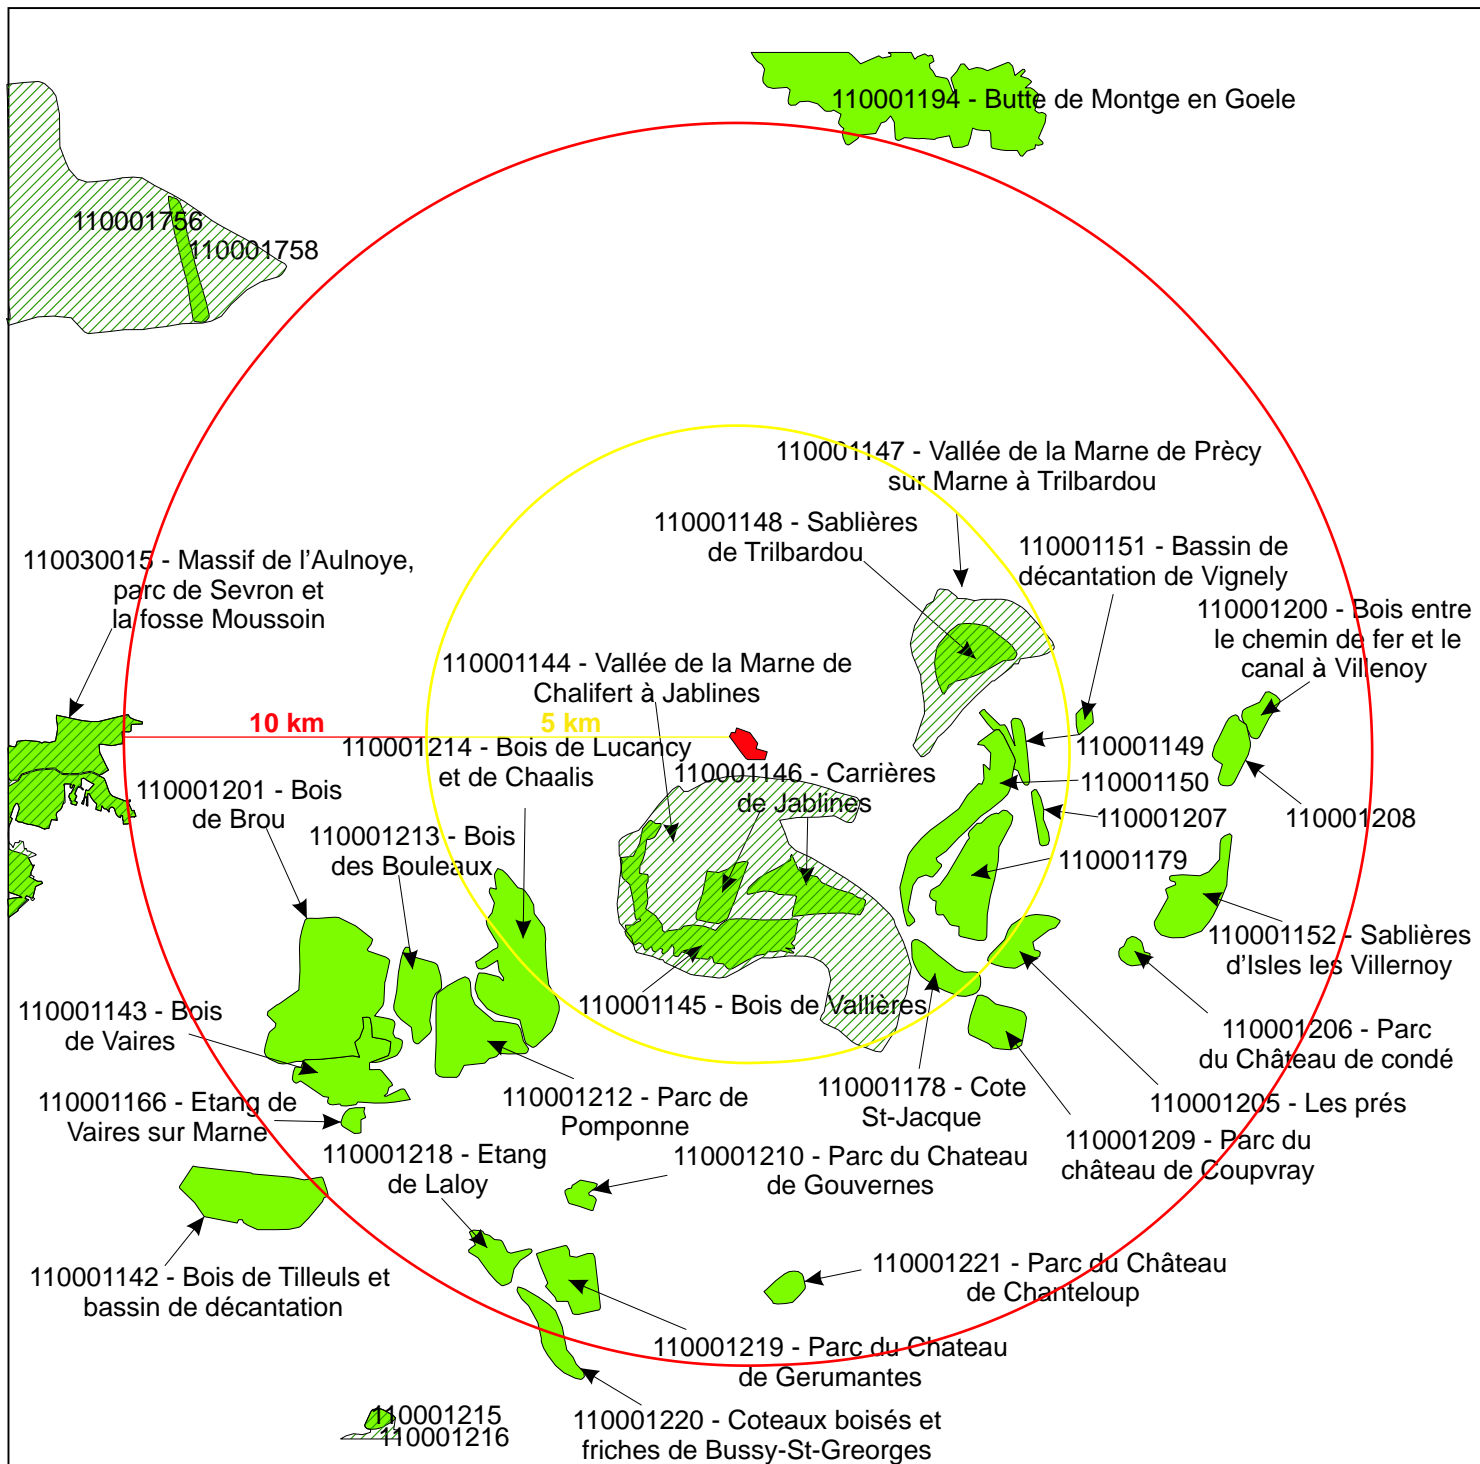 110001194 - Butte de Montge en Goele
110001756
110001758
110001147 - Vallée de la Marne de Prècy
sur Marne à Trilbardou
110001148 - Sablières
de Trilbardou
110001151 - Bassin de
décantation de Vignely
110030015 - Massif de l'Aulnoye,
parc de Sevron et
la fosse Moussoin
110001200 - Bois entre
le chemin de fer et le
canal à Villenoy
110001144 - Vallée de la Marne de
Chalifert à Jablines
10 km
5 km
110001214 - Bois de Lucancy
et de Chaalis
110001149
110001146 - Carrières
de Jablines
110001150
110001201 - Bois
de Brou
110001207
110001208
110001213 - Bois
des Bouleaux
110001179
110001152 - Sablières
d'Isles les Villernoy
110001145 - Bois de Vallières
110001143 - Bois
de Vaires
110001206 - Parc
du Château de condé
110001166 - Etang de
Vaires sur Marne
110001212 - Parc de
Pomponne
110001178 - Cote
St-Jacque
110001205 - Les prés
110001209 - Parc du
château de Coupvray
110001218 - Etang
de Laloy
110001210 - Parc du Chateau
de Gouvernes
110001142 - Bois de Tilleuls et
bassin de décantation
110001221 - Parc du Château
de Chanteloup
110001219 - Parc du Chateau
de Gerumantes
110001215
110001216
110001220 - Coteaux boisés et
friches de Bussy-St-Greorges